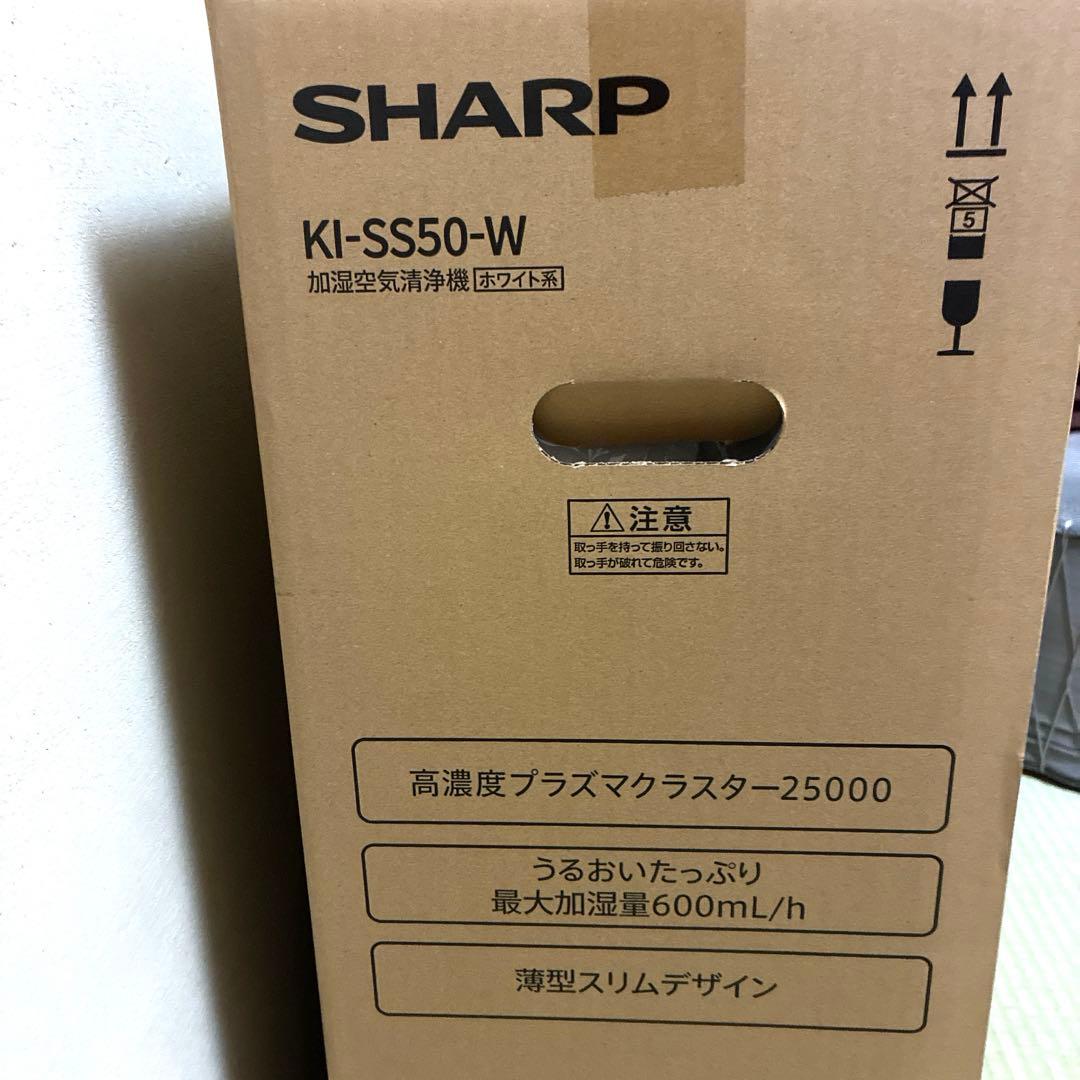 SHARP
KI-SS50-W
加湿空気清浄機 ホワイト系
5
注意
取っ手を持って振り回さない。
取っ手が破れて危険です。
高濃度プラズマクラスター25000
うるおいたっぷり
最大加湿量600mL/h
薄型スリムデザイン